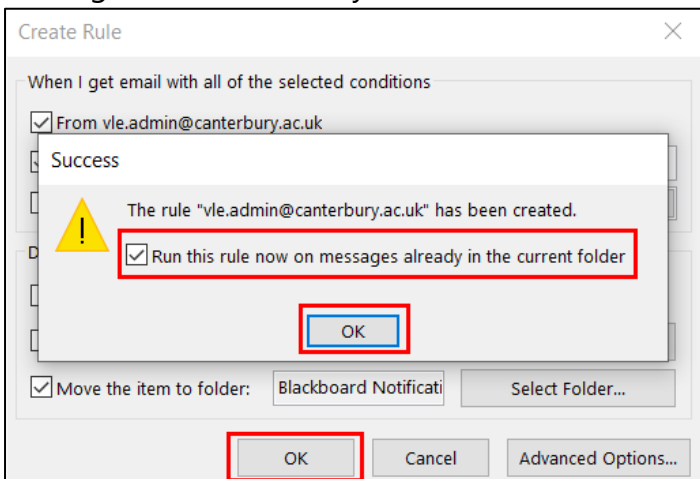 Create Rule
When I get email with all of the selected conditions
From vle.admin@canterbury.ac.uk
Success
The rule "vle.admin@canterbury.ac.uk" has been created.
Run this rule now on messages already in the current folder
OK
Move the item to folder: Blackboard Notificati Select Folder...
OK Cancel Advanced Options...